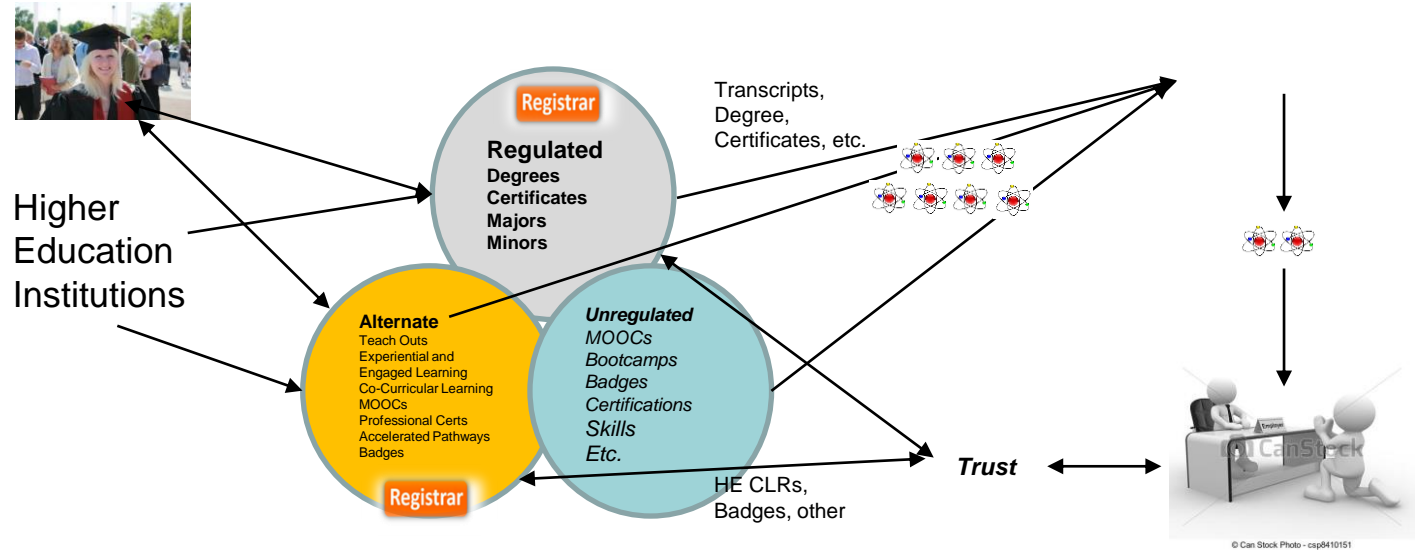 Higher
Education
Institutions
Registrar
Regulated
Degrees
Certificates
Majors
Minors
Alternate
Teach Outs
Experiential and
Engaged Learning
Co-Curricular Learning
MOOCs
Professional Certs
Accelerated Pathways
Badges
Registrar
Unregulated
MOOCs
Bootcamps
Badges
Certifications
Skills
Etc.
Transcripts,
Degree,
Certificates, etc.
HE CLRs,
Badges, other
Trust
Employer
CanStock
© Can Stock Photo - csp8410151